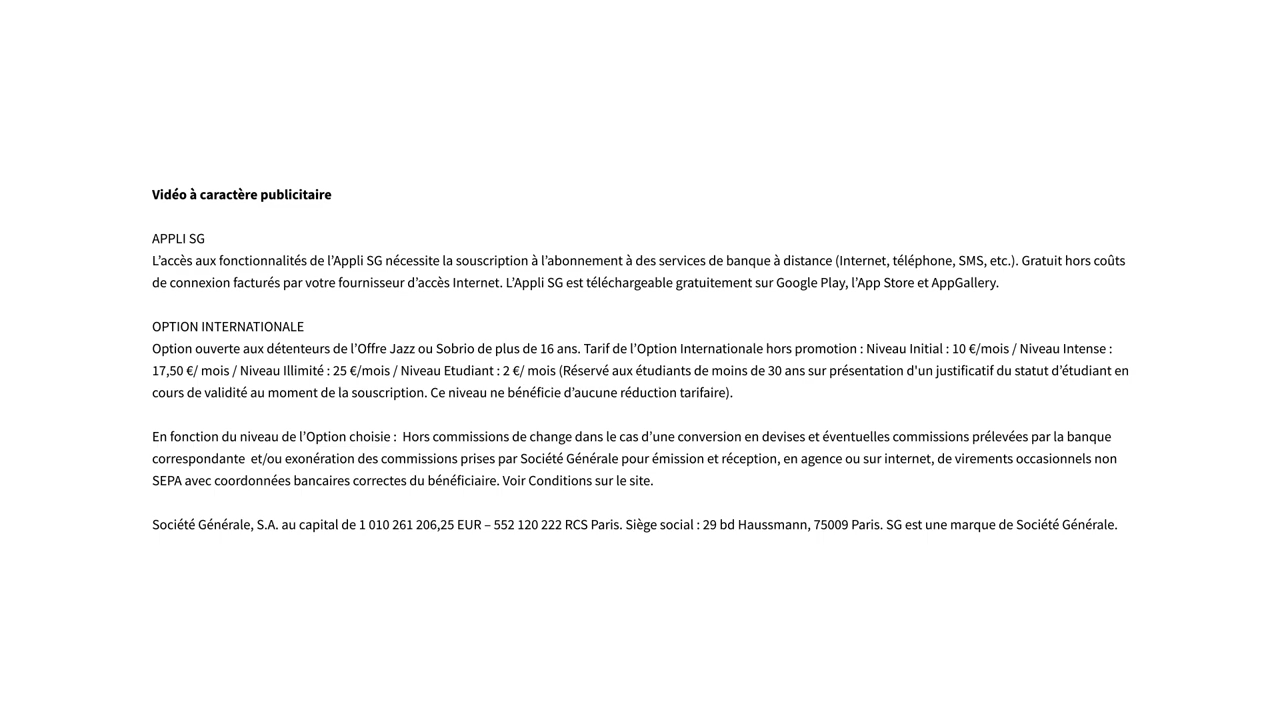 Vidéo à caractère publicitaire
APPLI SG
L’accès aux fonctionnalités de l’Appli SG nécessite la souscription à l’abonnement à des services de banque à distance (Internet, téléphone, SMS, etc.). Gratuit hors coûts
de connexion facturés par votre fournisseur d’accès Internet. L’Appli SG est téléchargeable gratuitement sur Google Play, l’App Store et AppGallery.
OPTION INTERNATIONALE
Option ouverte aux détenteurs de l’Offre Jazz ou Sobrio de plus de 16 ans. Tarif de l’Option Internationale hors promotion : Niveau Initial : 10 €/mois / Niveau Intense :
17,50 €/ mois / Niveau Illimité : 25 €/mois / Niveau Etudiant : 2 €/ mois (Réservé aux étudiants de moins de 30 ans sur présentation d'un justificatif du statut d’étudiant en
cours de validité au moment de la souscription. Ce niveau ne bénéficie d’aucune réduction tarifaire).
En fonction du niveau de l’Option choisie :  Hors commissions de change dans le cas d’une conversion en devises et éventuelles commissions prélevées par la banque
correspondante  et/ou exonération des commissions prises par Société Générale pour émission et réception, en agence ou sur internet, de virements occasionnels non
SEPA avec coordonnées bancaires correctes du bénéficiaire. Voir Conditions sur le site.
Société Générale, S.A. au capital de 1 010 261 206,25 EUR – 552 120 222 RCS Paris. Siège social : 29 bd Haussmann, 75009 Paris. SG est une marque de Société Générale.